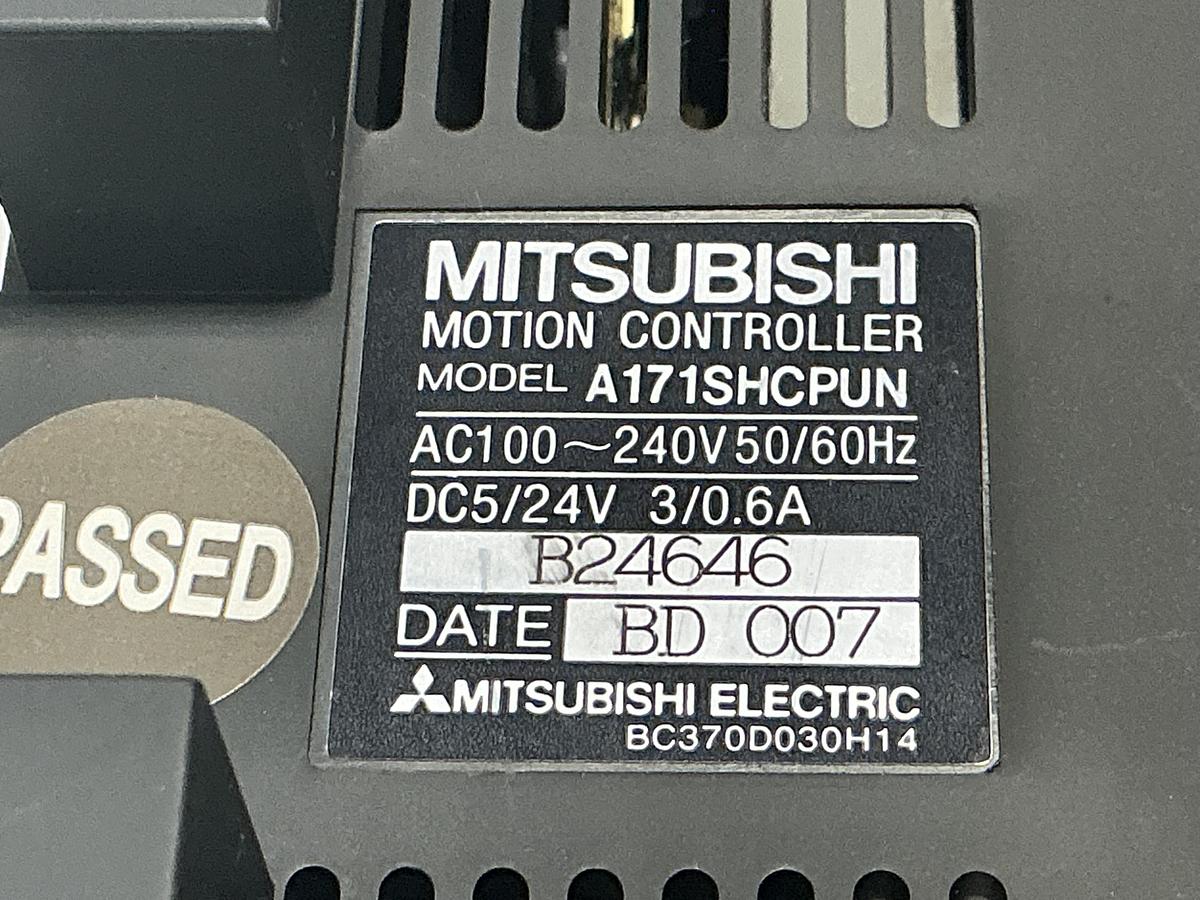 MITSUBISHI
MOTION CONTROLLER
MODEL A171SHCPUN
AC100～240V 50/60Hz
DC5/24V 3/0.6A
B24646
DATE BD 007
MITSUBISHI ELECTRIC
BC370D030H14
PASSED